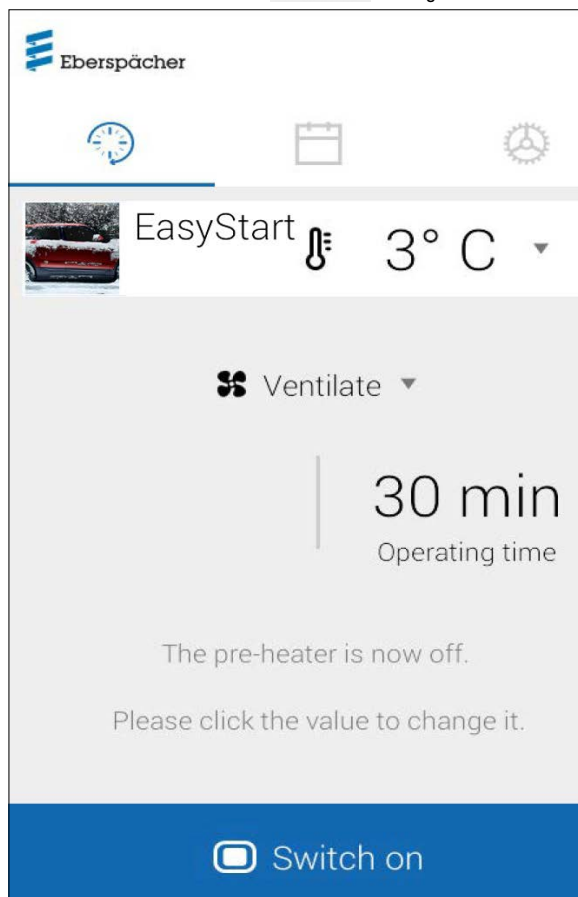 Eberspächer
EasyStart
3° C
Ventilate
30 min
Operating time
The pre-heater is now off.
Please click the value to change it.
Switch on